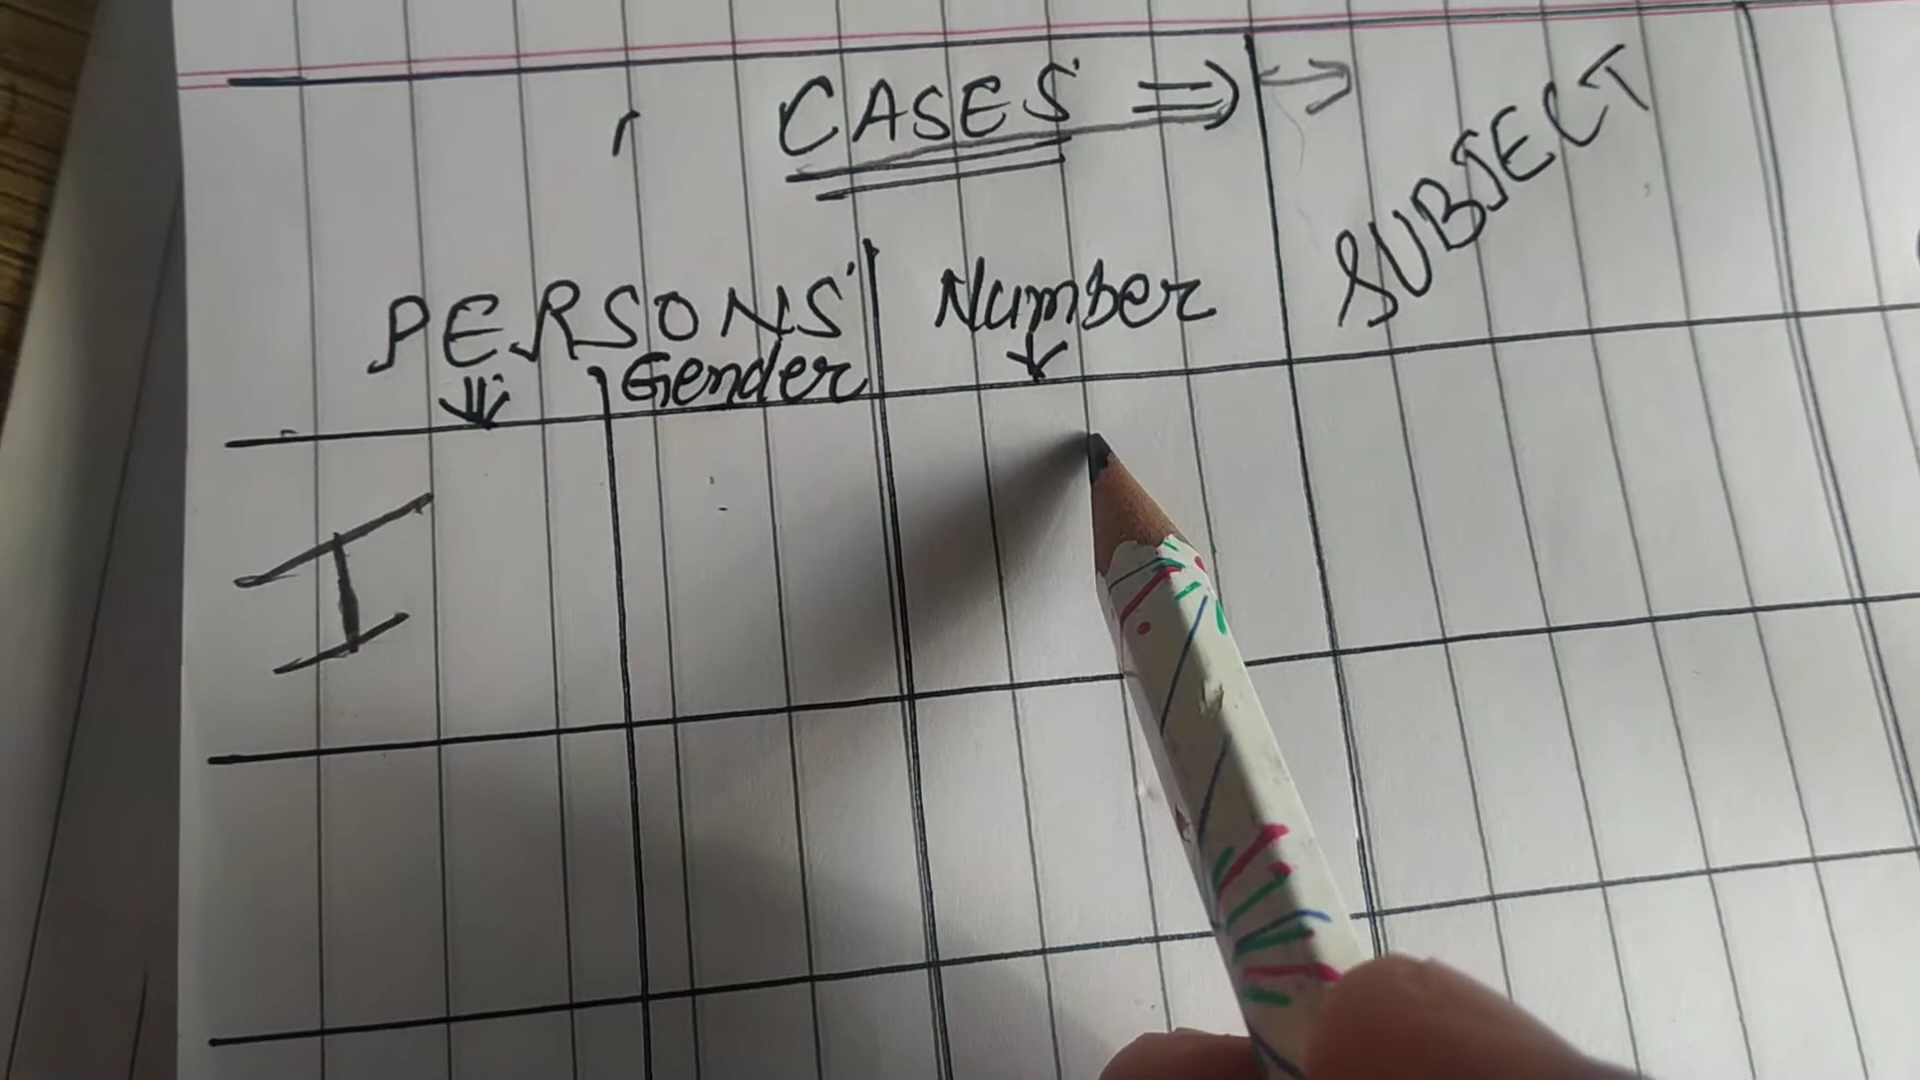 CASES ⇒ →
SUBJECT
PERSONS
Number
Gender
I